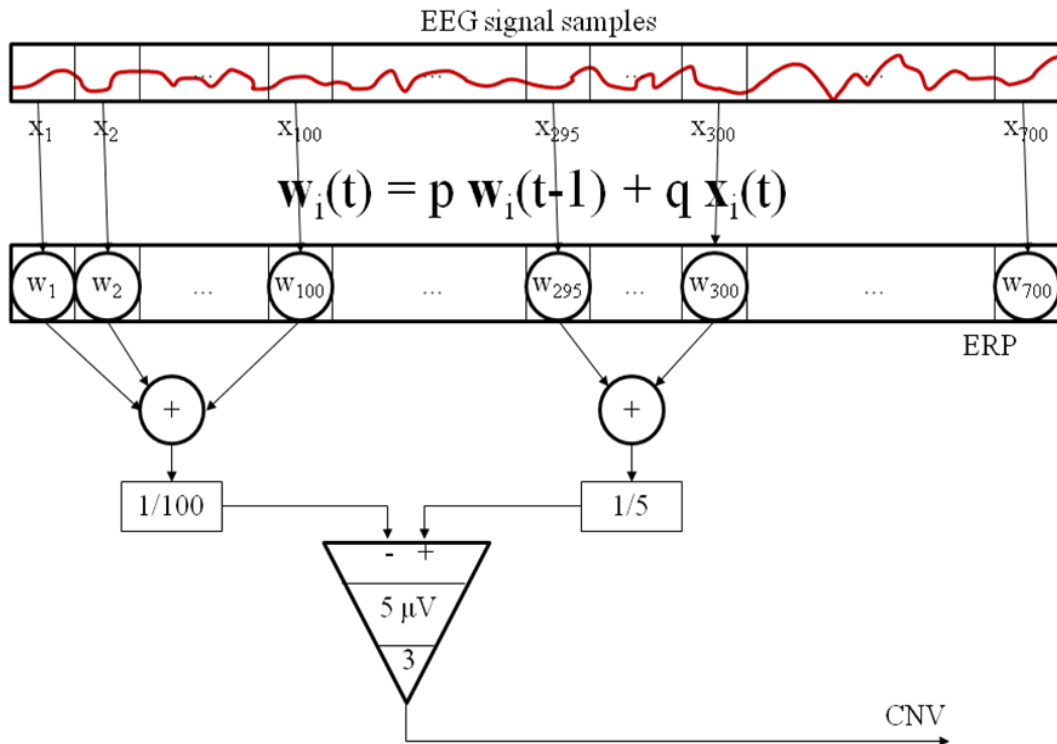 EEG signal samples
... ... ... ...
x₁ x₂ x₁₀₀ x₂₉₅ x₃₀₀ x₇₀₀
wᵢ(t) = p wᵢ(t-1) + q xᵢ(t)
w₁ w₂ ... w₁₀₀ ... w₂₉₅ ... w₃₀₀ ... w₇₀₀
ERP
+ +
1/100 1/5
- +
5 μV
3
CNV